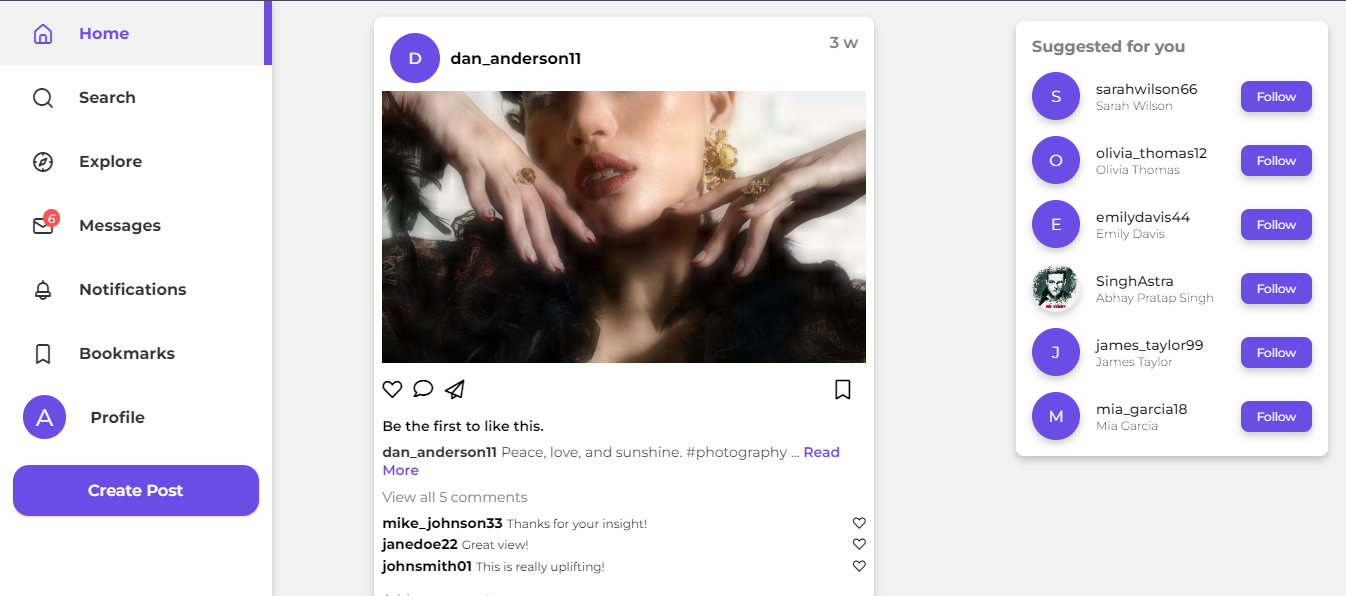 Home
Search
Explore
6
Messages
Notifications
Bookmarks
A
Profile
Create Post
D
dan_anderson11
3 w
Be the first to like this.
dan_anderson11 Peace, love, and sunshine. #photography ... Read
More
View all 5 comments
mike_johnson33 Thanks for your insight!
janedoe22 Great view!
johnsmith01 This is really uplifting!
Suggested for you
S
sarahwilson66
Sarah Wilson
Follow
O
olivia_thomas12
Olivia Thomas
Follow
E
emilydavis44
Emily Davis
Follow
SinghAstra
Abhay Pratap Singh
Follow
J
james_taylor99
James Taylor
Follow
M
mia_garcia18
Mia Garcia
Follow